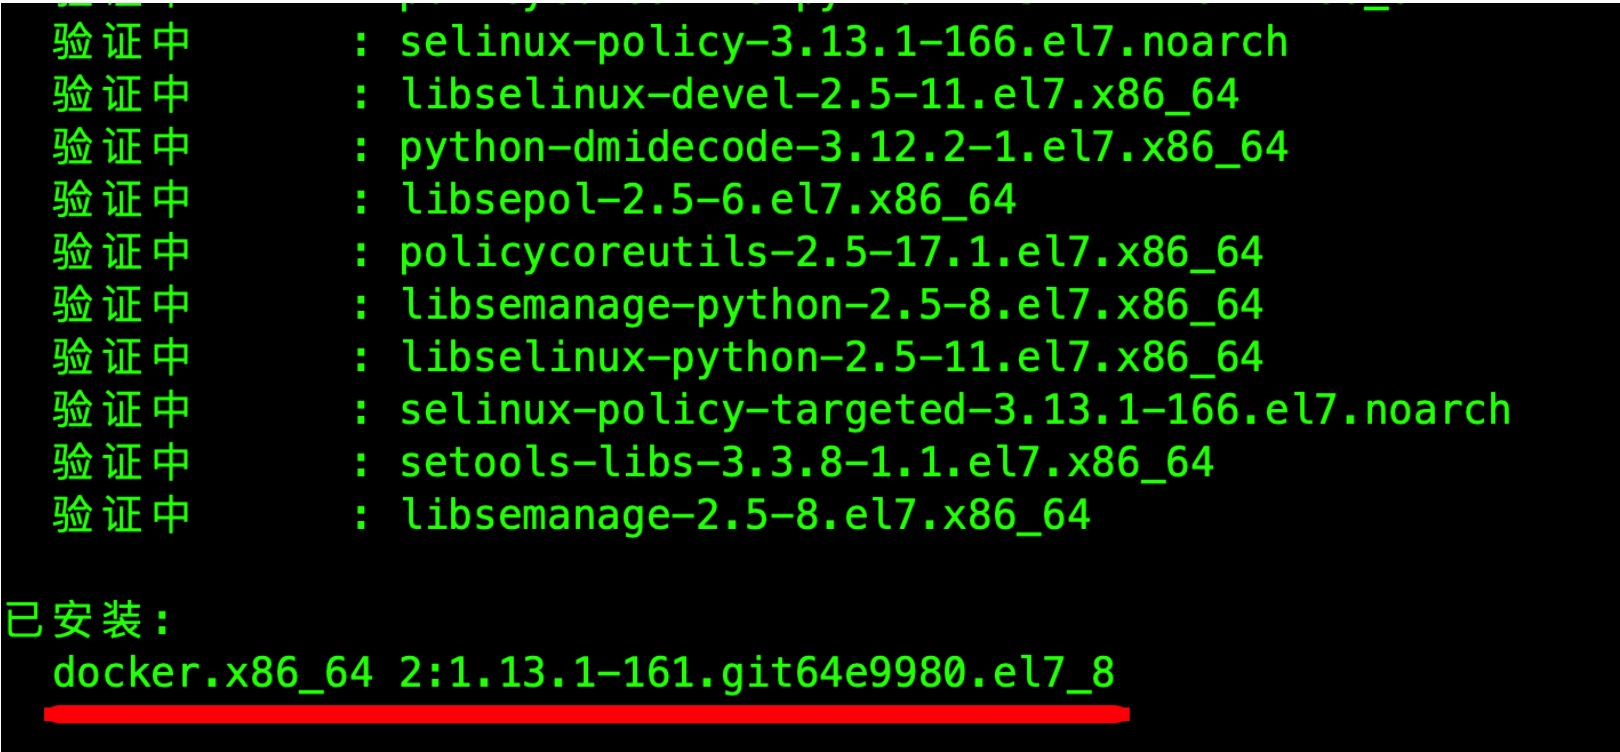 验证中 : selinux-policy-3.13.1-166.el7.noarch
验证中 : libselinux-devel-2.5-11.el7.x86_64
验证中 : python-dmidecode-3.12.2-1.el7.x86_64
验证中 : libsepol-2.5-6.el7.x86_64
验证中 : policycoreutils-2.5-17.1.el7.x86_64
验证中 : libsemanage-python-2.5-8.el7.x86_64
验证中 : libselinux-python-2.5-11.el7.x86_64
验证中 : selinux-policy-targeted-3.13.1-166.el7.noarch
验证中 : setools-libs-3.3.8-1.1.el7.x86_64
验证中 : libsemanage-2.5-8.el7.x86_64
已安装:
docker.x86_64 2:1.13.1-161.git64e9980.el7_8